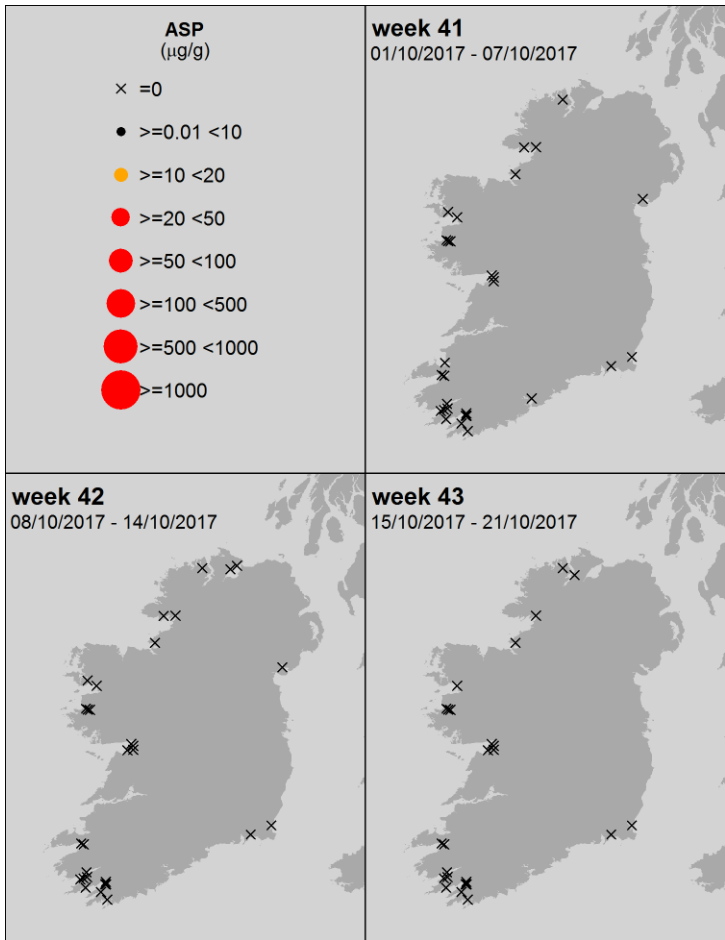 ASP
(μg/g)
=0
>=0.01 <10
>=10 <20
>=20 <50
>=50 <100
>=100 <500
>=500 <1000
>=1000
week 41
01/10/2017 - 07/10/2017
week 42
08/10/2017 - 14/10/2017
week 43
15/10/2017 - 21/10/2017